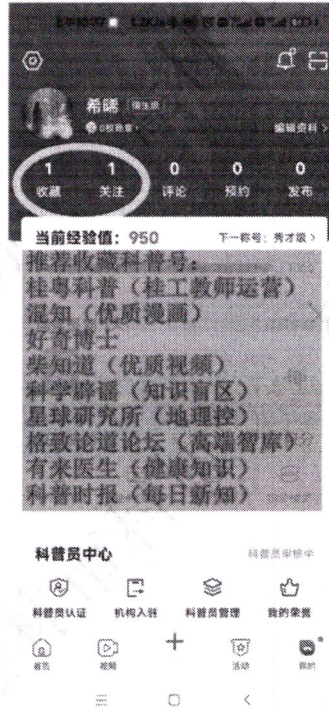 希晞
0枚勋章
编辑资料
1 1 0 0 0
收藏 关注 评论 预约 发布
当前经验值：950 下一称号：秀才级
推荐收藏科普号：
桂粤科普（桂工教师运营）
混知（优质漫画）
好奇博士
柴知道（优质视频）
科学辟谣（知识盲区）
星球研究所（地理控）
格致论道论坛（高端智库）
有来医生（健康知识）
科普时报（每日新知）
科普员中心
科普员认证 机构入驻 科普员管理 我的荣誉
首页 视频 活动 我的